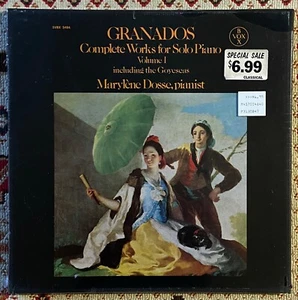 GRANADOS
Complete Works for Solo Piano
Volume I
including the Goyescas
Marylène Dosse, pianist
VOX
SPECIAL SALE
$6.99
CLASSICAL